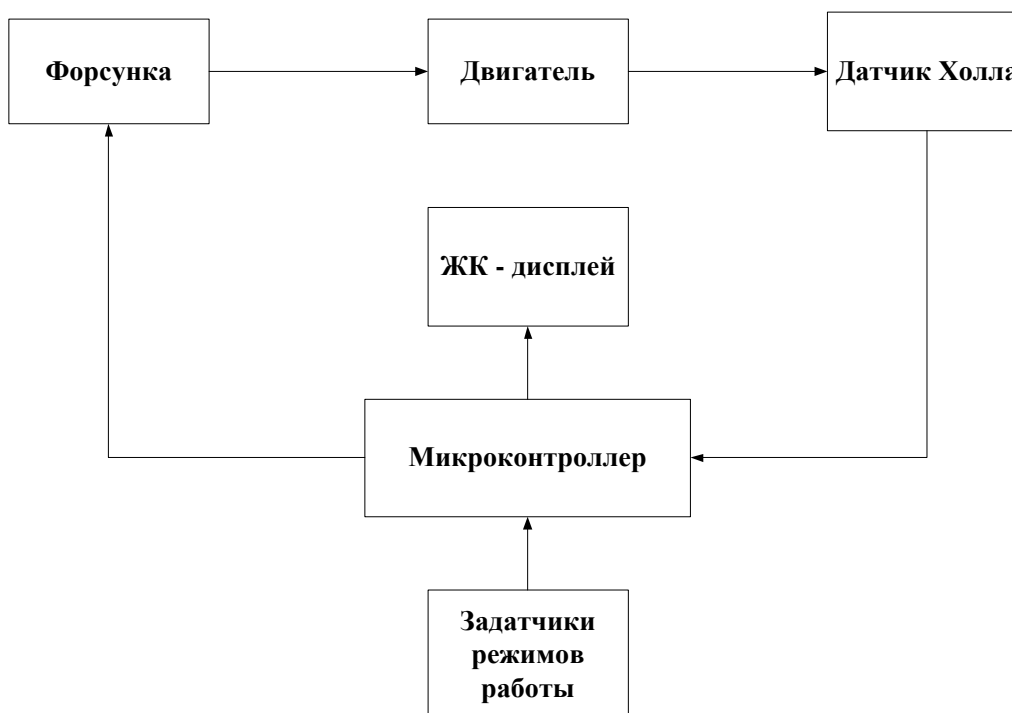 Форсунка
Двигатель
Датчик Холла
ЖК - дисплей
Микроконтроллер
Задатчики
режимов
работы